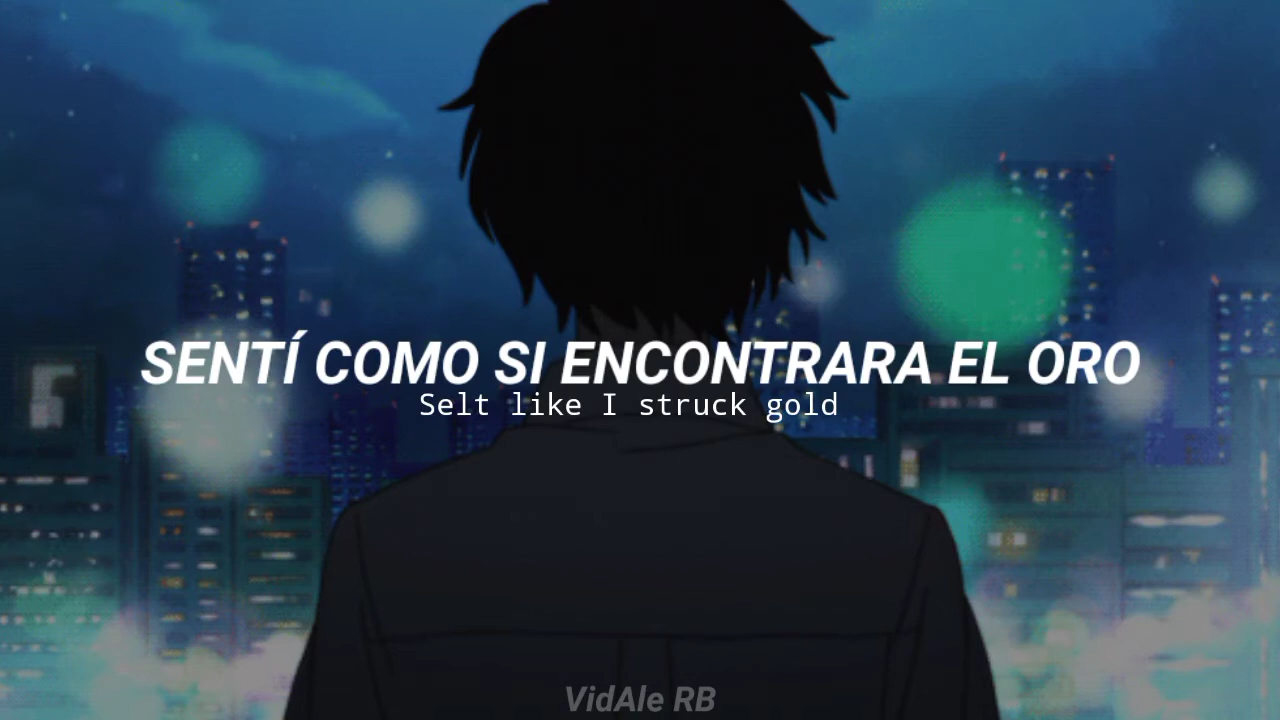 SENTÍ COMO SI ENCONTRARA EL ORO
Selt like I struck gold
VidAle RB